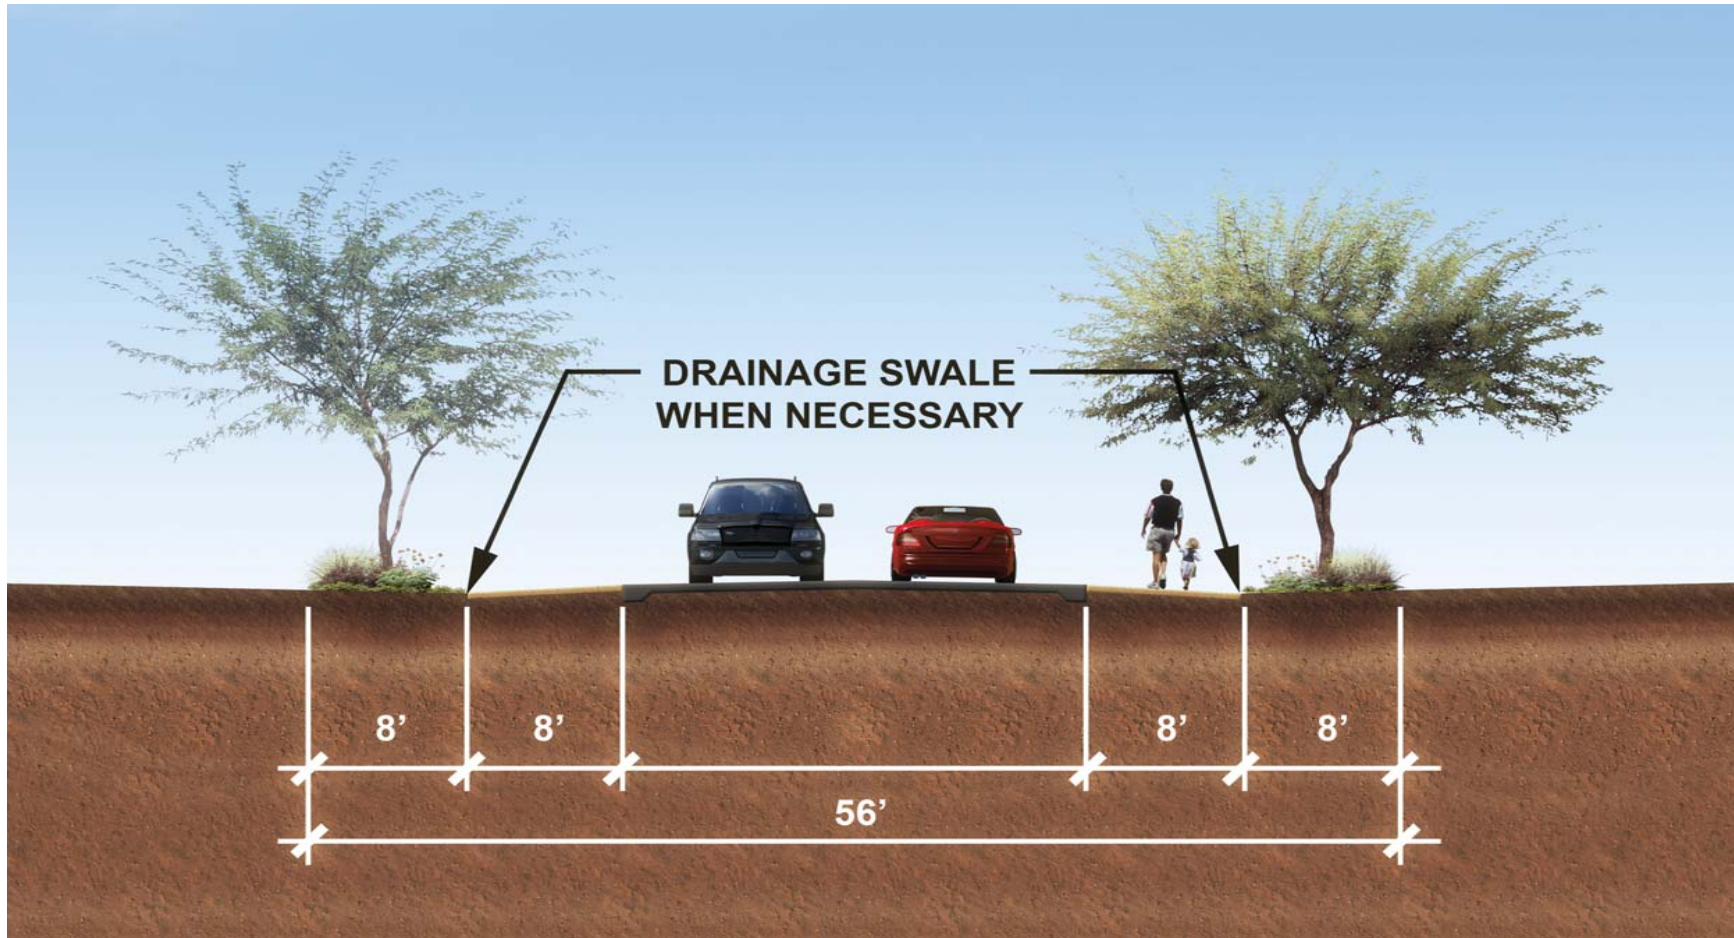 DRAINAGE SWALE
WHEN NECESSARY
8’ 8’ 8’ 8’
56’